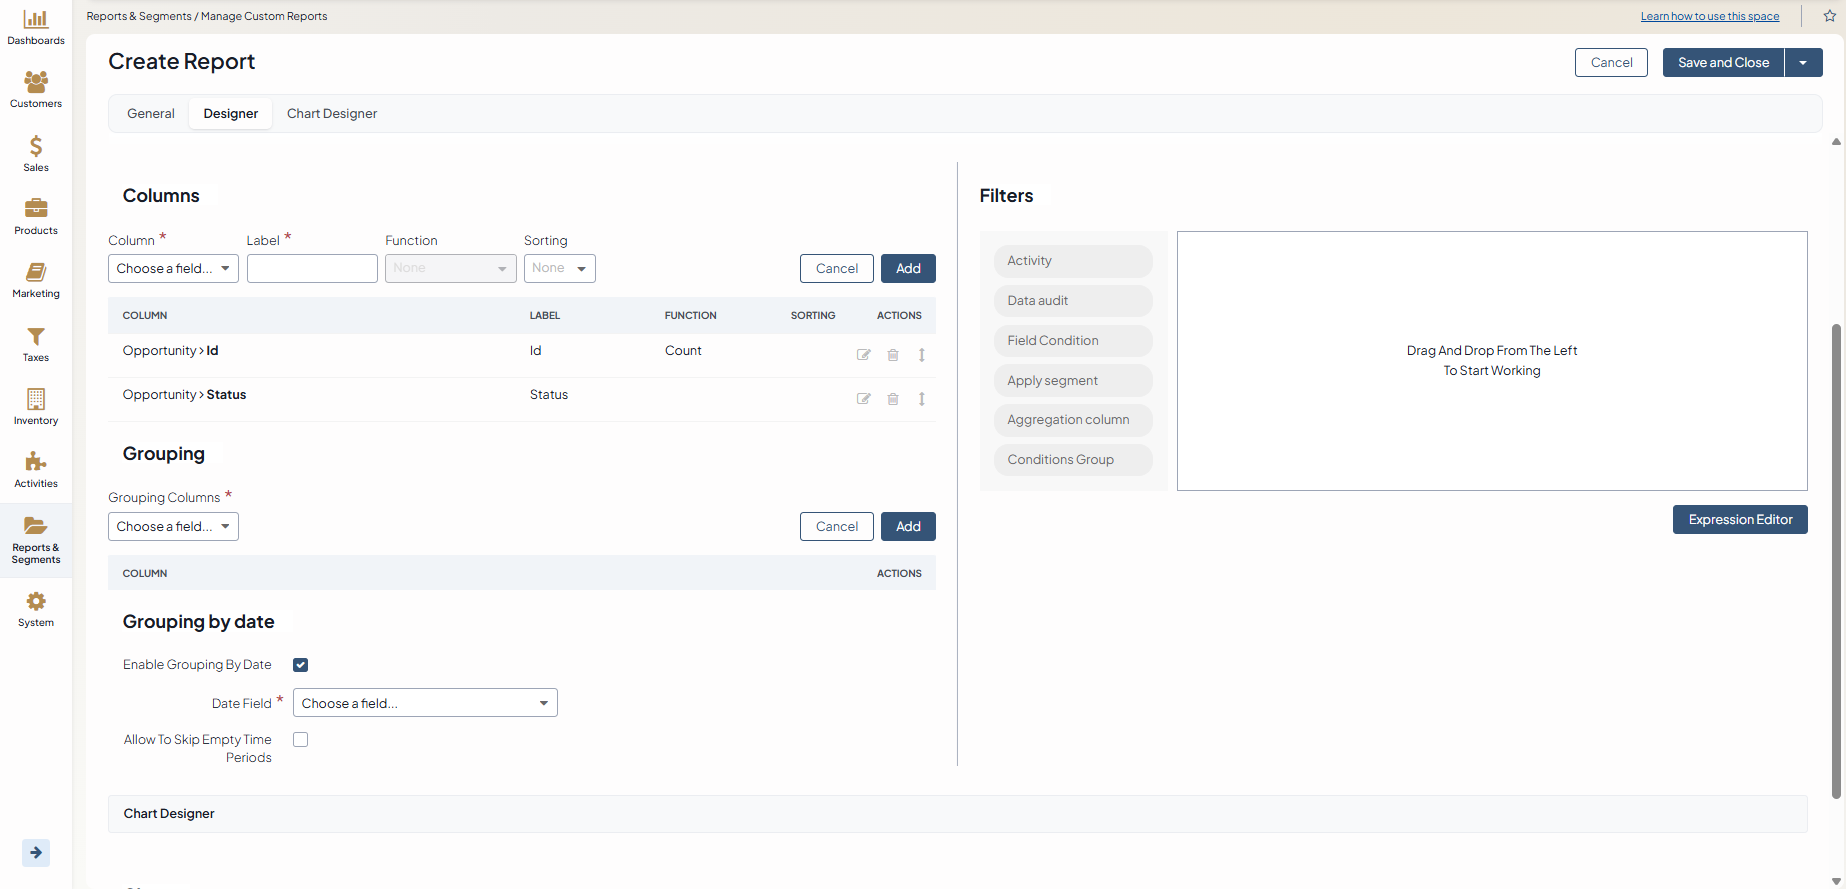 Reports & Segments / Manage Custom Reports
Learn how to use this space
Dashboards
Customers
Sales
Products
Marketing
Taxes
Inventory
Activities
Reports &
Segments
System
Create Report
Cancel
Save and Close
General
Designer
Chart Designer
Columns
Column *
Label *
Function
Sorting
Choose a field...
None
None
Cancel
Add
COLUMN
LABEL
FUNCTION
SORTING
ACTIONS
Opportunity › Id
Id
Count
Opportunity › Status
Status
Grouping
Grouping Columns *
Choose a field...
Cancel
Add
COLUMN
ACTIONS
Grouping by date
Enable Grouping By Date
Date Field *
Choose a field...
Allow To Skip Empty Time
Periods
Filters
Activity
Data audit
Field Condition
Apply segment
Aggregation column
Conditions Group
Drag And Drop From The Left
To Start Working
Expression Editor
Chart Designer